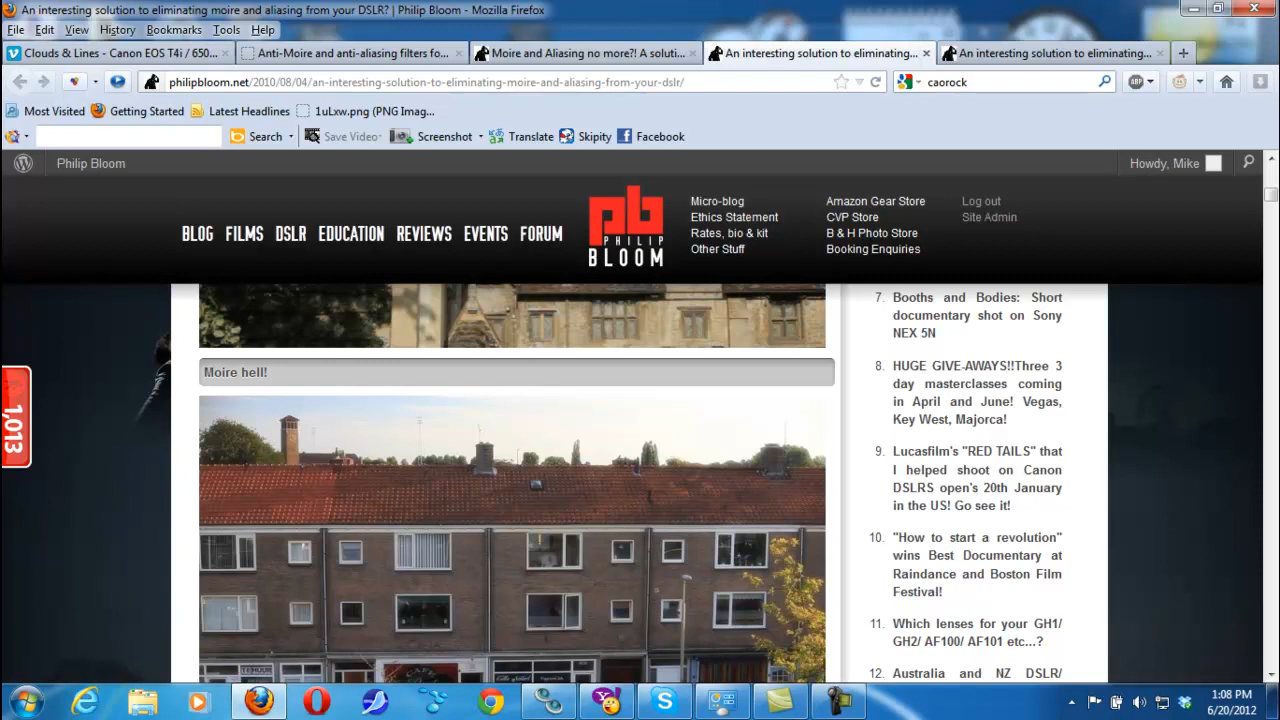 An interesting solution to eliminating moire and aliasing from your DSLR? | Philip Bloom - Mozilla Firefox
File Edit View History Bookmarks Tools Help
Clouds & Lines - Canon EOS T4i / 650...
Anti-Moire and anti-aliasing filters fo...
Moire and Aliasing no more?! A soluti...
An interesting solution to eliminating...
An interesting solution to eliminating...
philipbloom.net/2010/08/04/an-interesting-solution-to-eliminating-moire-and-aliasing-from-your-dslr/
caorock
ABP
Most Visited Getting Started Latest Headlines 1uLxw.png (PNG Imag...
Search Save Video Screenshot Translate Skipity Facebook
Philip Bloom
Howdy, Mike
BLOG FILMS DSLR EDUCATION REVIEWS EVENTS FORUM
pb
PHILIP
BLOOM
Micro-blog
Ethics Statement
Rates, bio & kit
Other Stuff
Amazon Gear Store
CVP Store
B & H Photo Store
Booking Enquiries
Log out
Site Admin
1,013
Moire hell!
7. Booths and Bodies: Short
documentary shot on Sony
NEX 5N
8. HUGE GIVE-AWAYS!!Three 3
day masterclasses coming
in April and June! Vegas,
Key West, Majorca!
9. Lucasfilm's "RED TAILS" that
I helped shoot on Canon
DSLRS open's 20th January
in the US! Go see it!
10. "How to start a revolution"
wins Best Documentary at
Raindance and Boston Film
Festival!
11. Which lenses for your GH1/
GH2/ AF100/ AF101 etc...?
12. Australia and NZ DSLR/
1:08 PM
6/20/2012